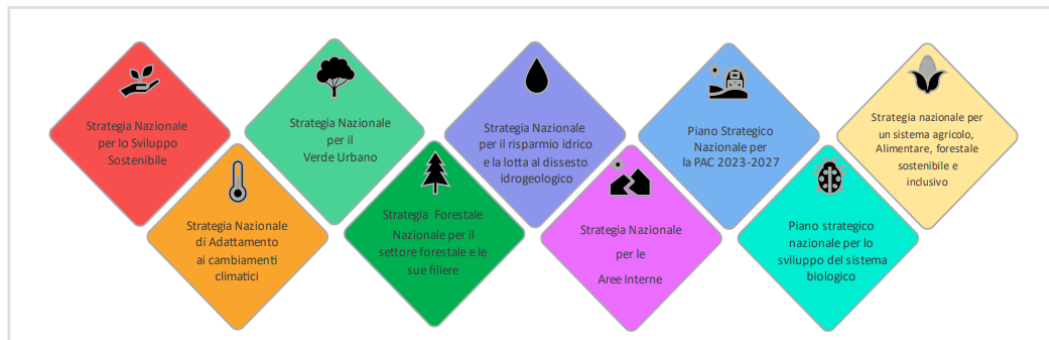 Strategia Nazionale
per lo Sviluppo
Sostenibile
Strategia Nazionale
di Adattamento
ai cambiamenti
climatici
Strategia Nazionale
per il
Verde Urbano
Strategia Forestale
Nazionale per il
settore forestale e le
sue filiere
Strategia Nazionale
per il risparmio idrico
e la lotta al dissesto
idrogeologico
Strategia Nazionale
per le
Aree Interne
Piano Strategico
Nazionale per
la PAC 2023-2027
Piano strategico
nazionale per lo
sviluppo del sistema
biologico
Strategia nazionale per
un sistema agricolo,
Alimentare, forestale
sostenibile e
inclusivo